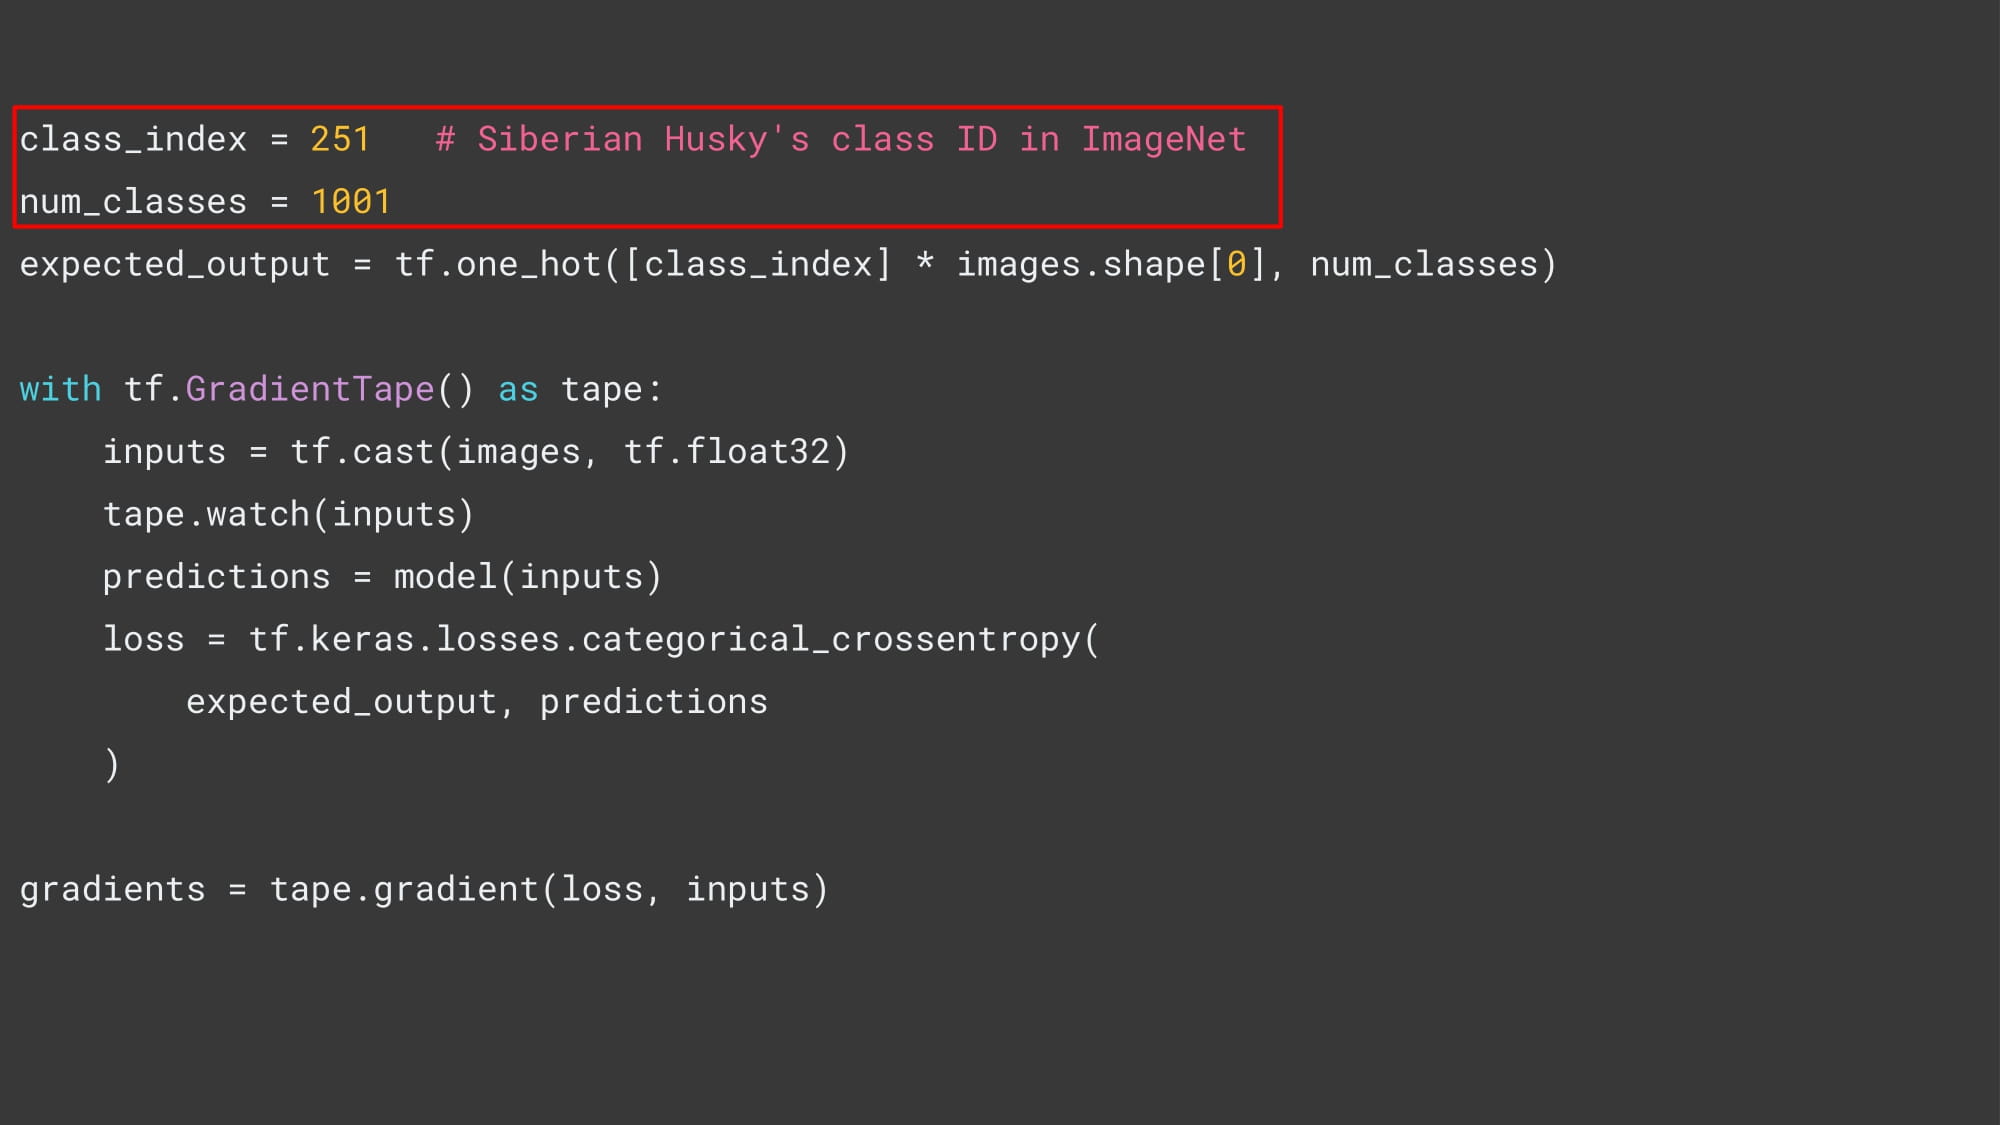 class_index = 251   # Siberian Husky's class ID in ImageNet
num_classes = 1001
expected_output = tf.one_hot([class_index] * images.shape[0], num_classes)
with tf.GradientTape() as tape:
    inputs = tf.cast(images, tf.float32)
    tape.watch(inputs)
    predictions = model(inputs)
    loss = tf.keras.losses.categorical_crossentropy(
        expected_output, predictions
    )
gradients = tape.gradient(loss, inputs)